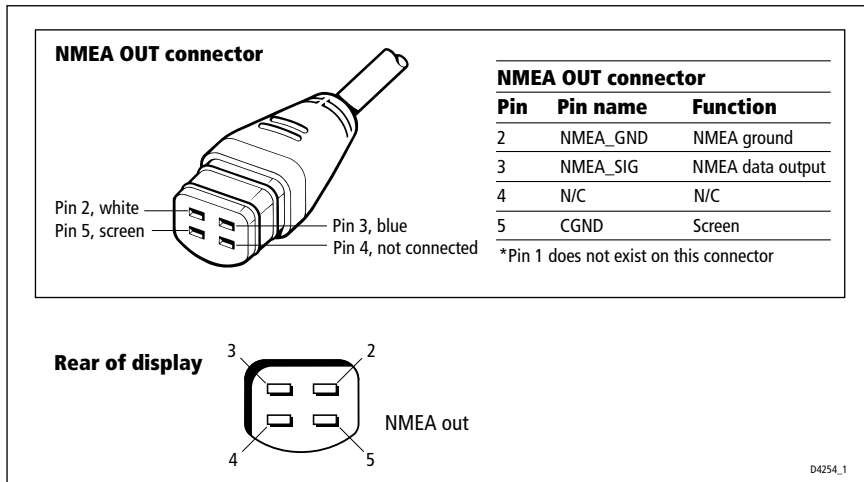 NMEA OUT connector
Pin 2, white
Pin 5, screen
Pin 3, blue
Pin 4, not connected
NMEA OUT connector
Pin Pin name Function
2 NMEA_GND NMEA ground
3 NMEA_SIG NMEA data output
4 N/C N/C
5 CGND Screen
*Pin 1 does not exist on this connector
Rear of display
3 2
NMEA out
4 5
D4254_1